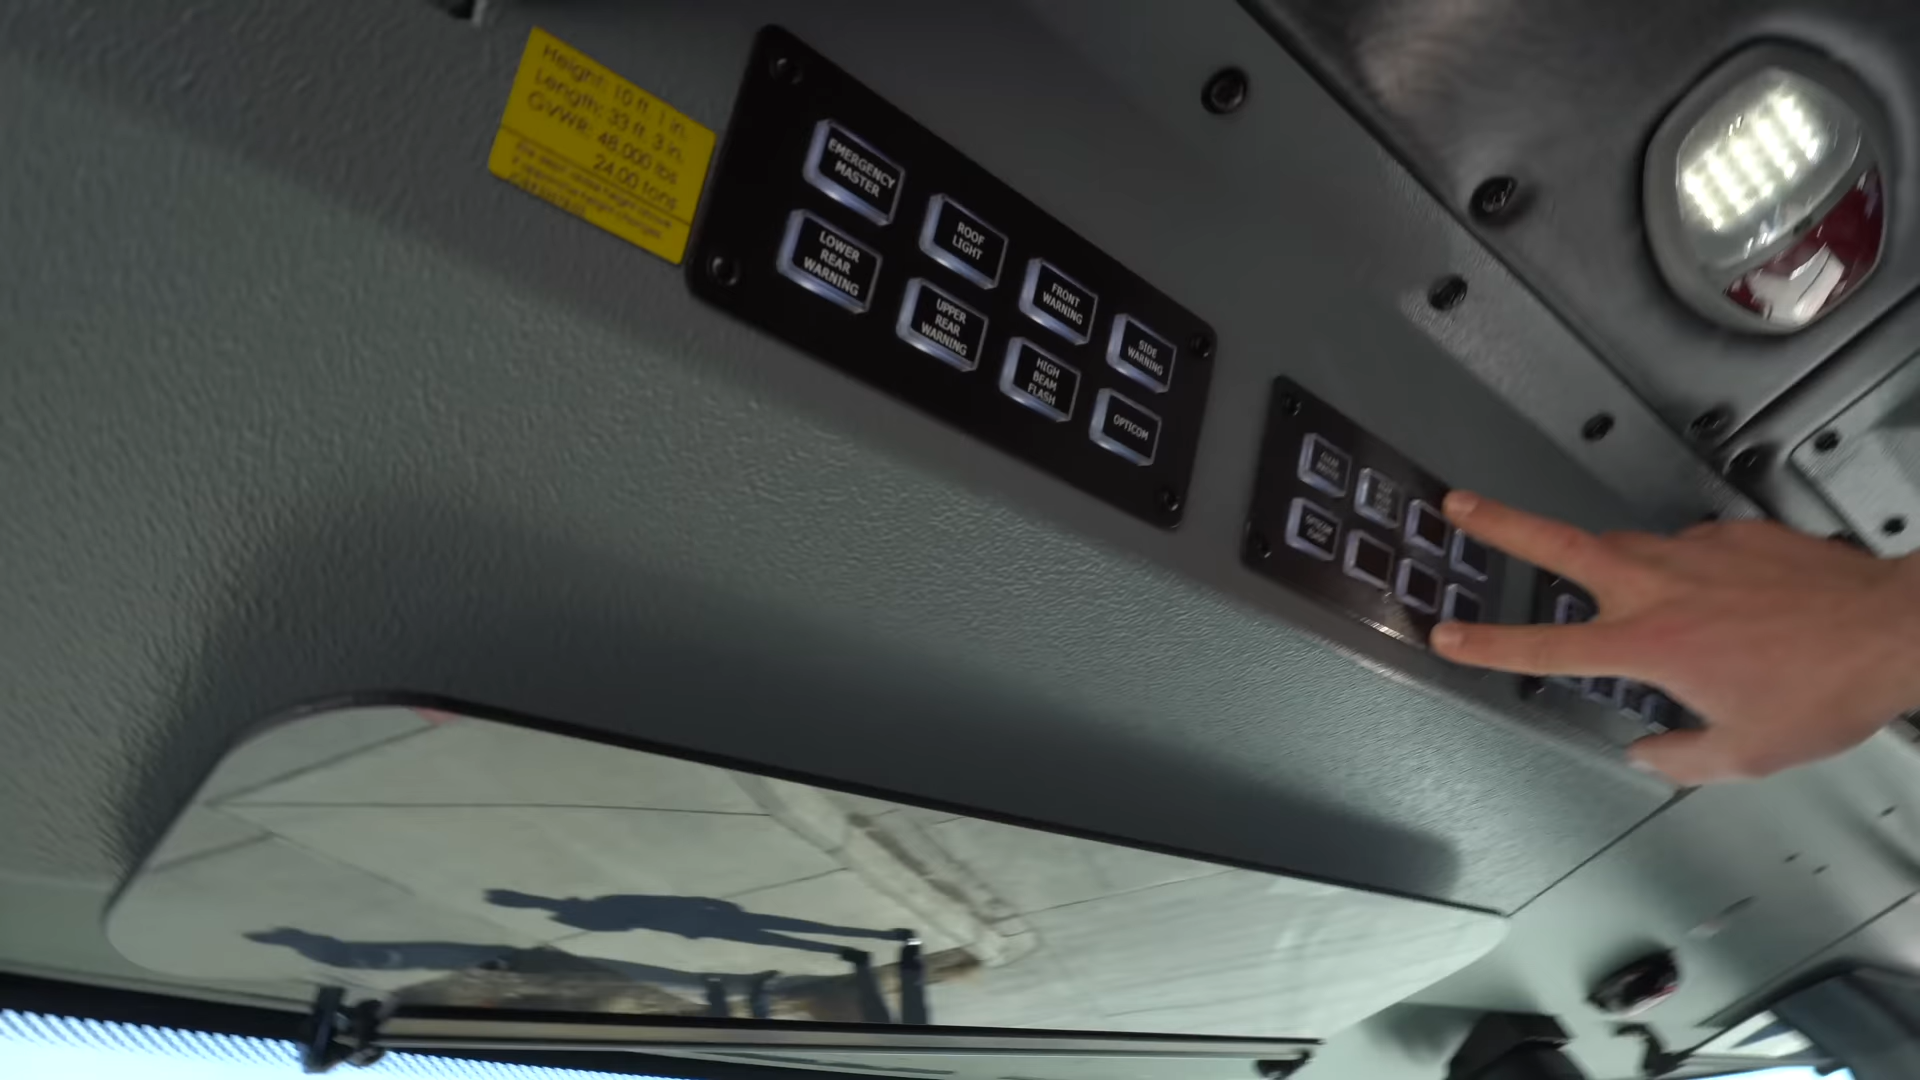 Height: 10 ft. 1 in.
Length: 33 ft. 3 in.
GVWR: 48,000 lbs
24.00 tons
EMERGENCY
MASTER
ROOF
LIGHT
FRONT
WARNING
SIDE
WARNING
LOWER
REAR
WARNING
UPPER
REAR
WARNING
HIGH
BEAM
FLASH
OPTICOM